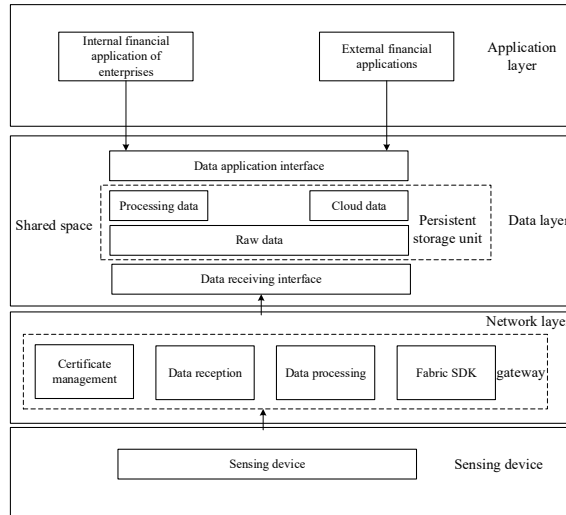 Internal financial
application of
enterprises
External financial
applications
Application
layer
Data application interface
Processing data
Cloud data
Shared space
Persistent
storage unit
Data layer
Raw data
Data receiving interface
Network layer
Certificate
management
Data reception
Data processing
Fabric SDK
gateway
Sensing device
Sensing device